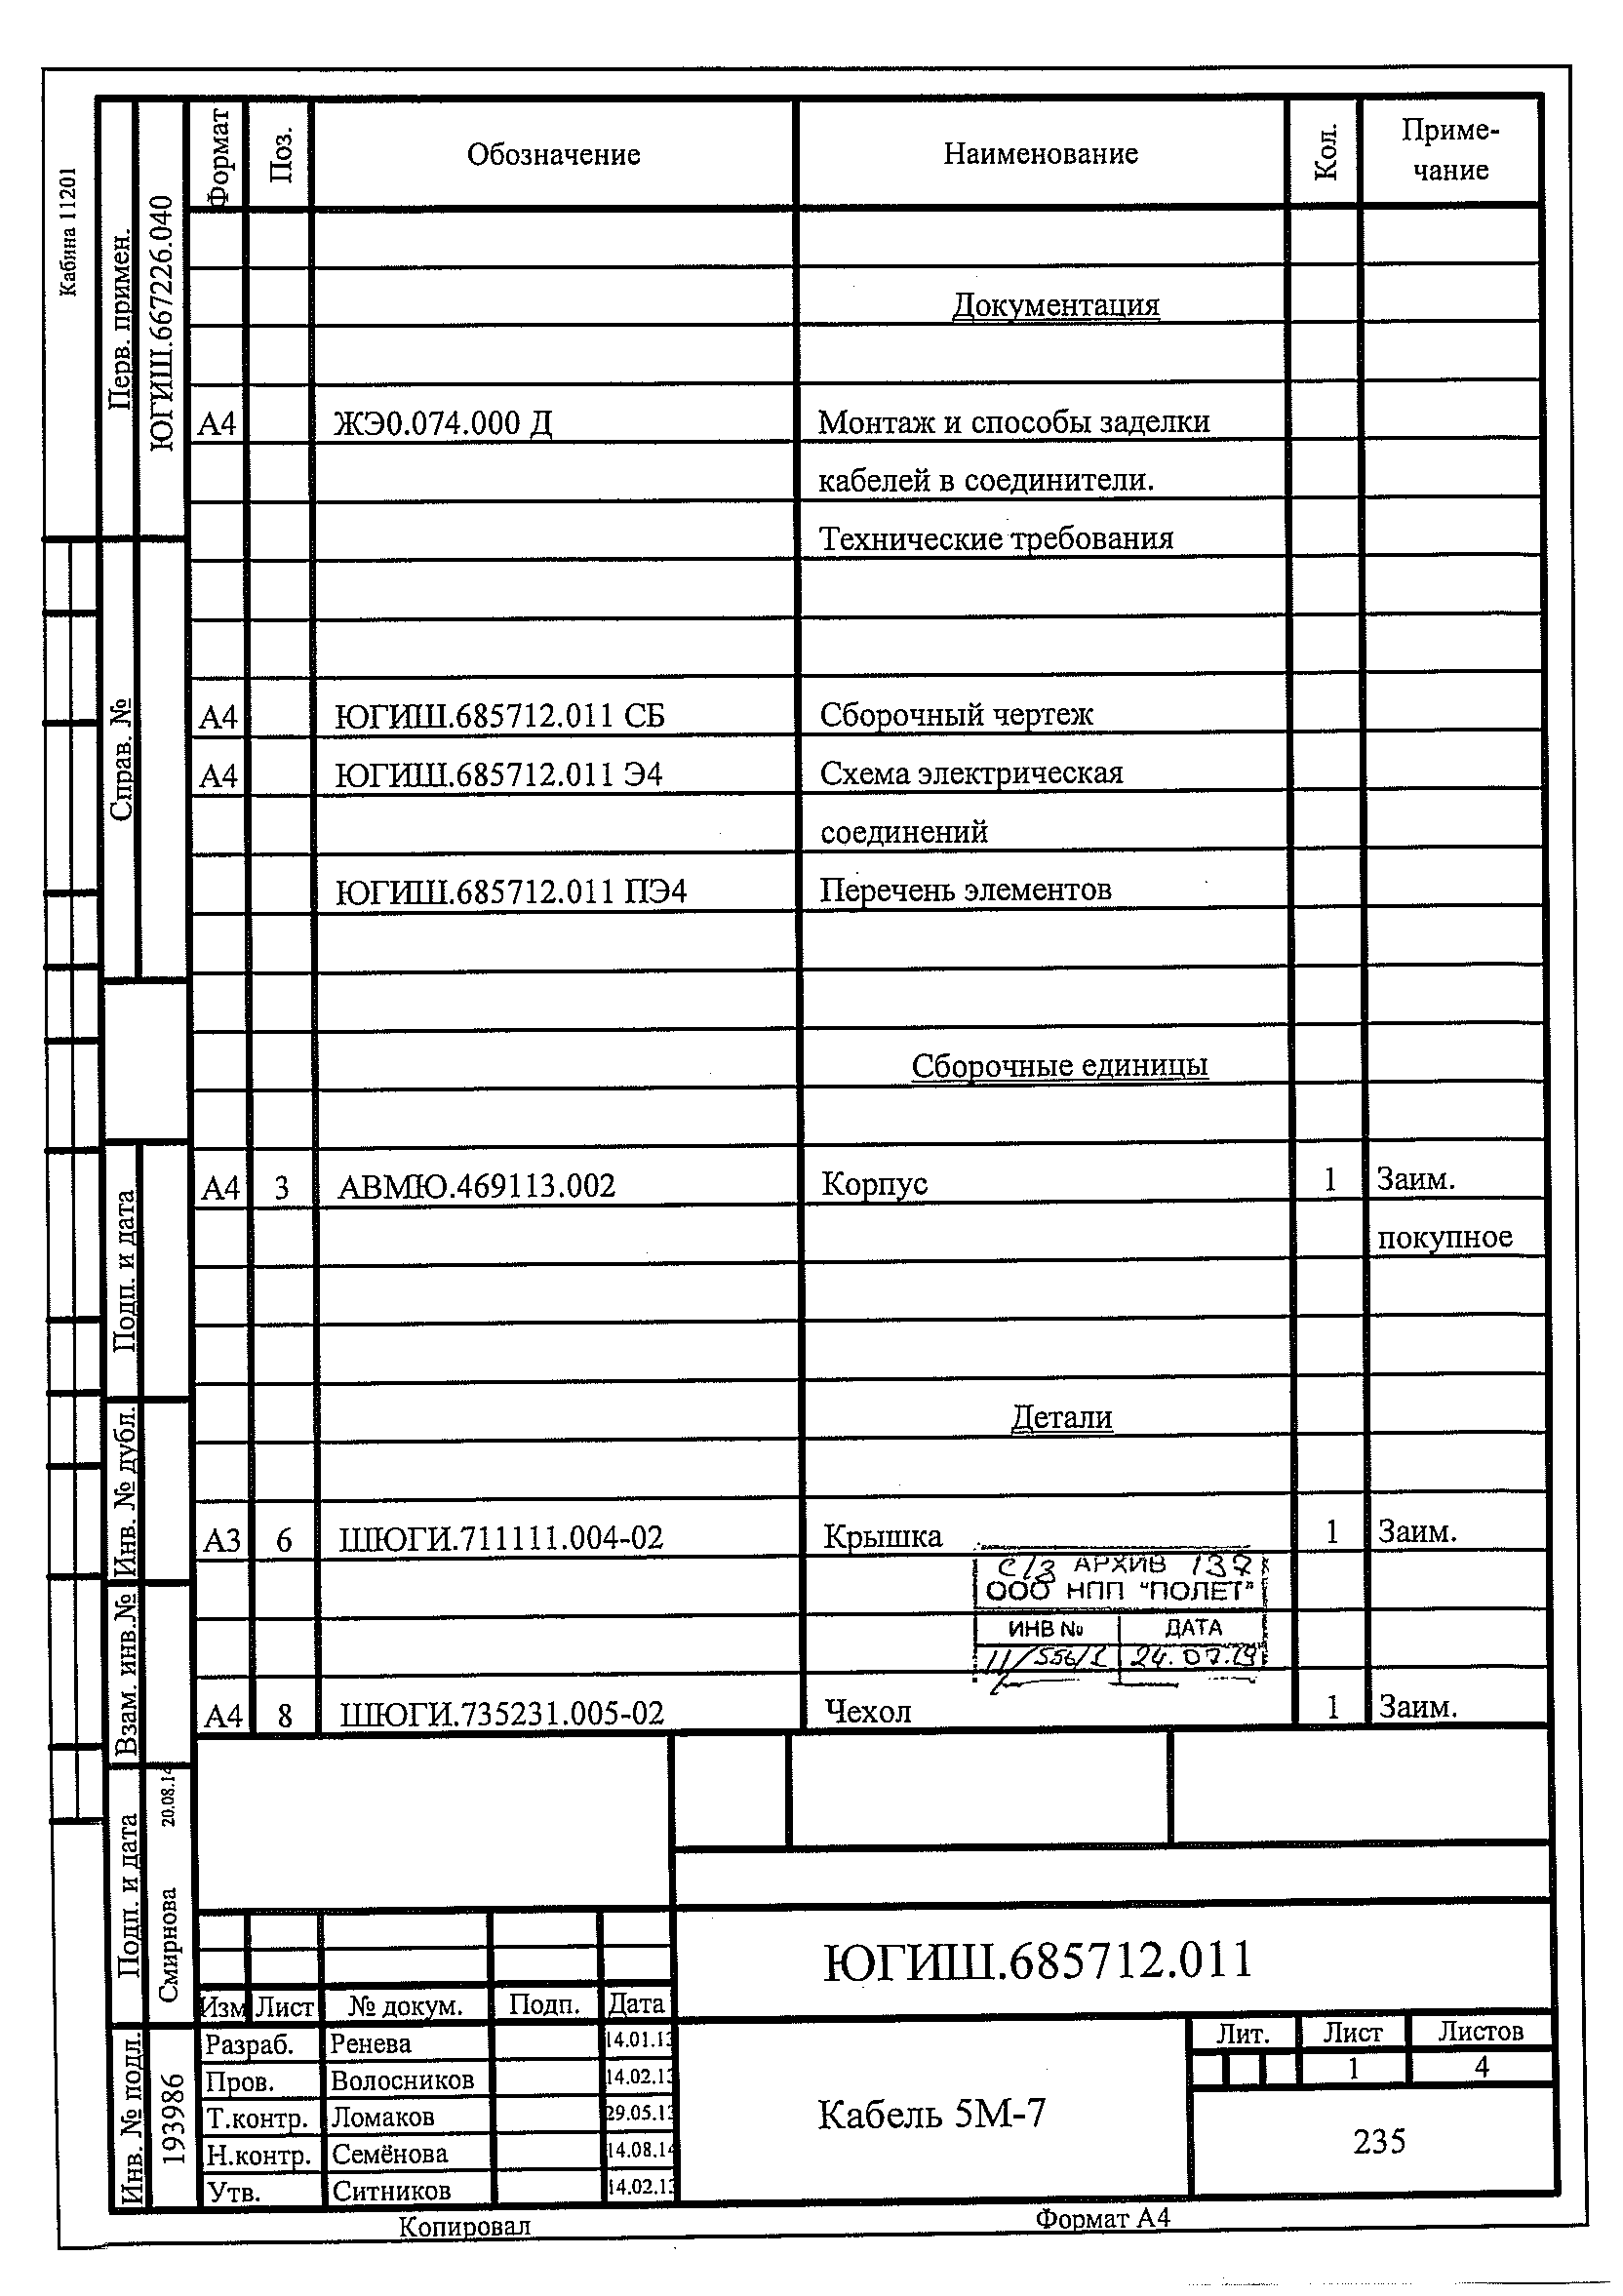 Кабина 11201
Перв. примен.
ЮГИШ.667226.040
Справ. №
Подп. и дата
Инв. № дубл.
Взам. инв.№
Подп. и дата
Смирнова 20.08.14
Инв. № подл.
193986
Формат Поз. Обозначение Наименование Кол. Приме-
чание
Документация
А4 ЖЭ0.074.000 Д Монтаж и способы заделки
кабелей в соединители.
Технические требования
А4 ЮГИШ.685712.011 СБ Сборочный чертеж
А4 ЮГИШ.685712.011 Э4 Схема электрическая
соединений
ЮГИШ.685712.011 ПЭ4 Перечень элементов
Сборочные единицы
А4 3 АВМЮ.469113.002 Корпус 1 Заим.
покупное
Детали
А3 6 ШЮГИ.711111.004-02 Крышка 1 Заим.
с/з АРХИВ 137
ООО НПП "ПОЛЕТ"
ИНВ № ДАТА
11/556/1 24.07.19
А4 8 ШЮГИ.735231.005-02 Чехол 1 Заим.
ЮГИШ.685712.011
Изм Лист № докум. Подп. Дата
Разраб. Ренева 14.01.13
Пров. Волосников 14.02.13
Т.контр. Ломаков 29.05.13
Н.контр. Семёнова 14.08.14
Утв. Ситников 14.02.13
Кабель 5М-7
Лит. Лист Листов
1 4
235
Копировал Формат А4